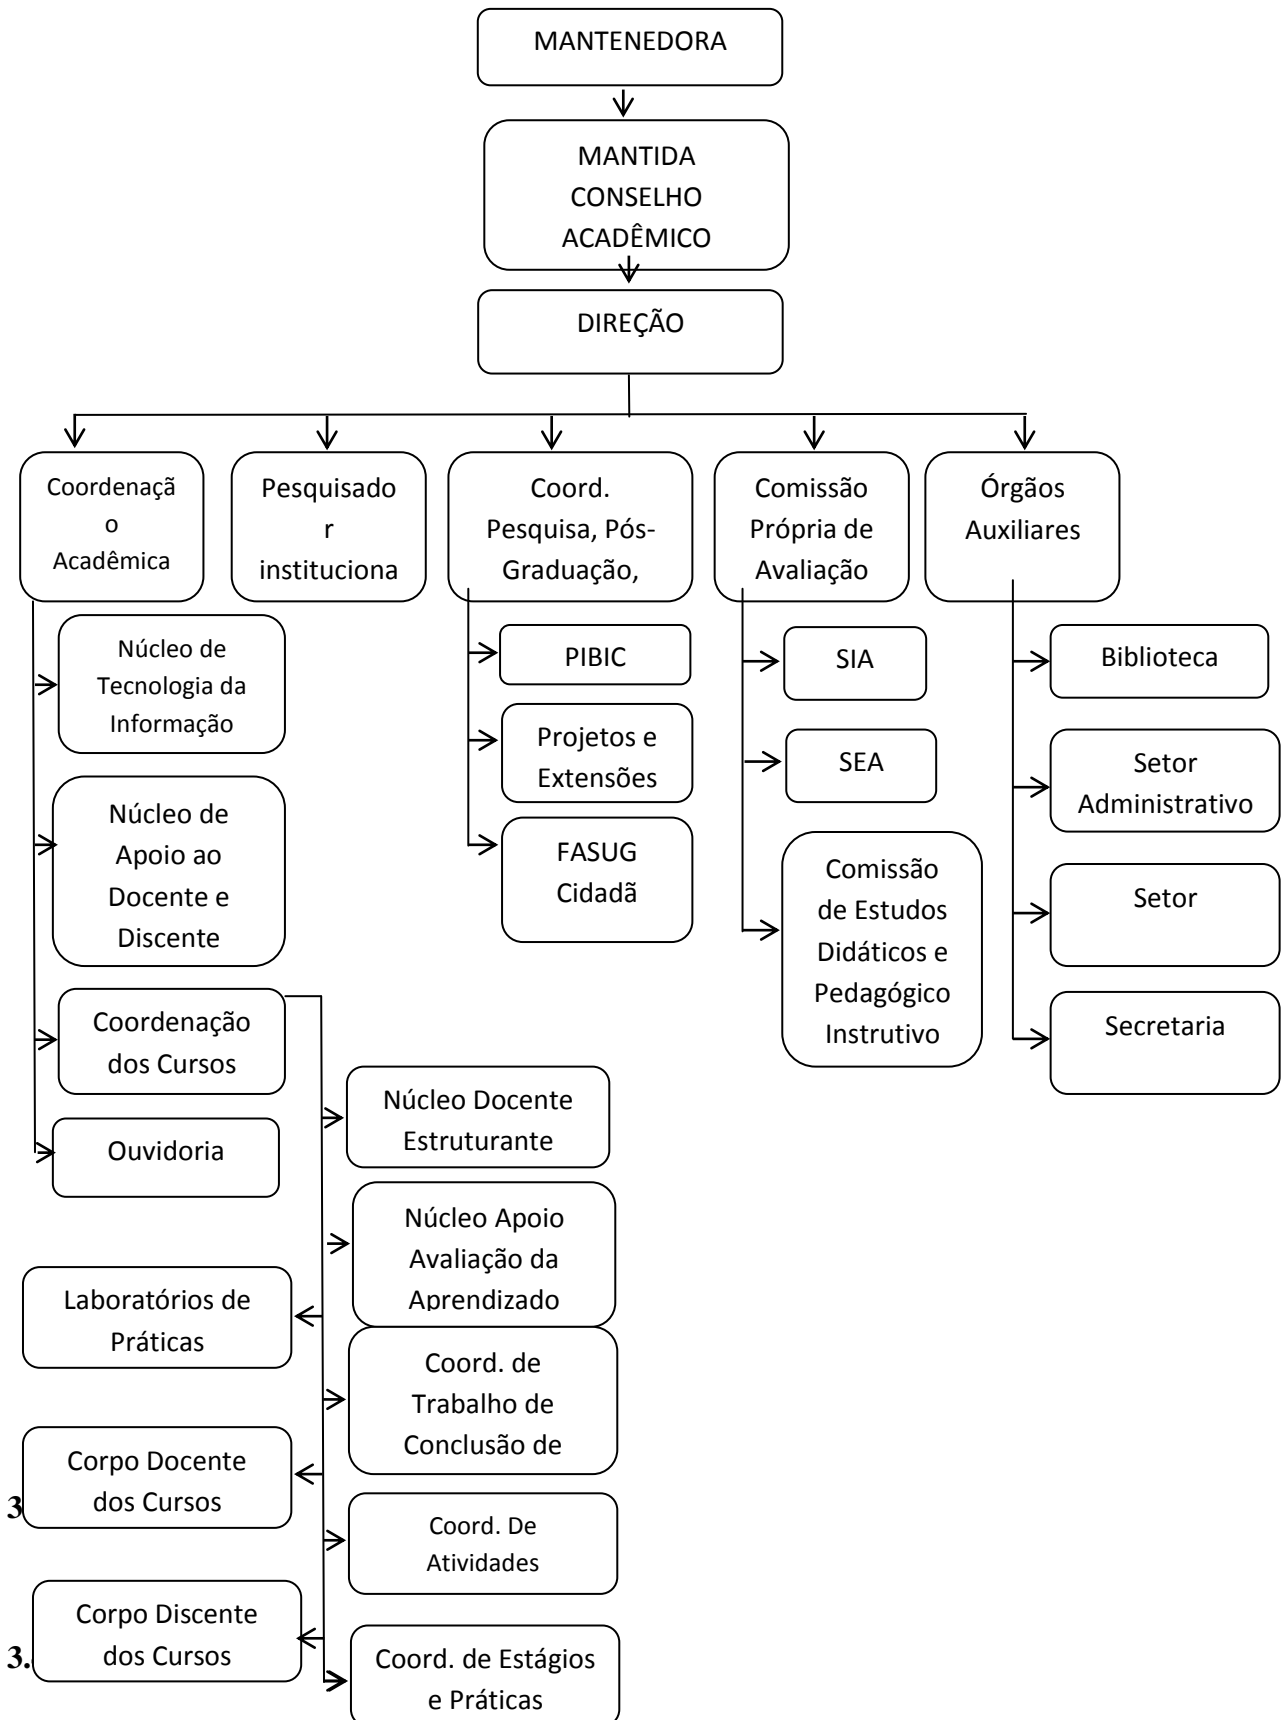 MANTENEDORA
MANTIDA
CONSELHO
ACADÊMICO
DIREÇÃO
Coordenaçã
o
Acadêmica
Pesquisado
r
instituciona
Coord.
Pesquisa, Pós-
Graduação,
Comissão
Própria de
Avaliação
Órgãos
Auxiliares
Núcleo de
Tecnologia da
Informação
Núcleo de
Apoio ao
Docente e
Discente
Coordenação
dos Cursos
Ouvidoria
PIBIC
Projetos e
Extensões
FASUG
Cidadã
SIA
SEA
Comissão
de Estudos
Didáticos e
Pedagógico
Instrutivo
Biblioteca
Setor
Administrativo
Setor
Secretaria
Núcleo Docente
Estruturante
Núcleo Apoio
Avaliação da
Aprendizado
Laboratórios de
Práticas
Coord. de
Trabalho de
Conclusão de
Corpo Docente
dos Cursos
3
Coord. De
Atividades
Corpo Discente
dos Cursos
3.
Coord. de Estágios
e Práticas